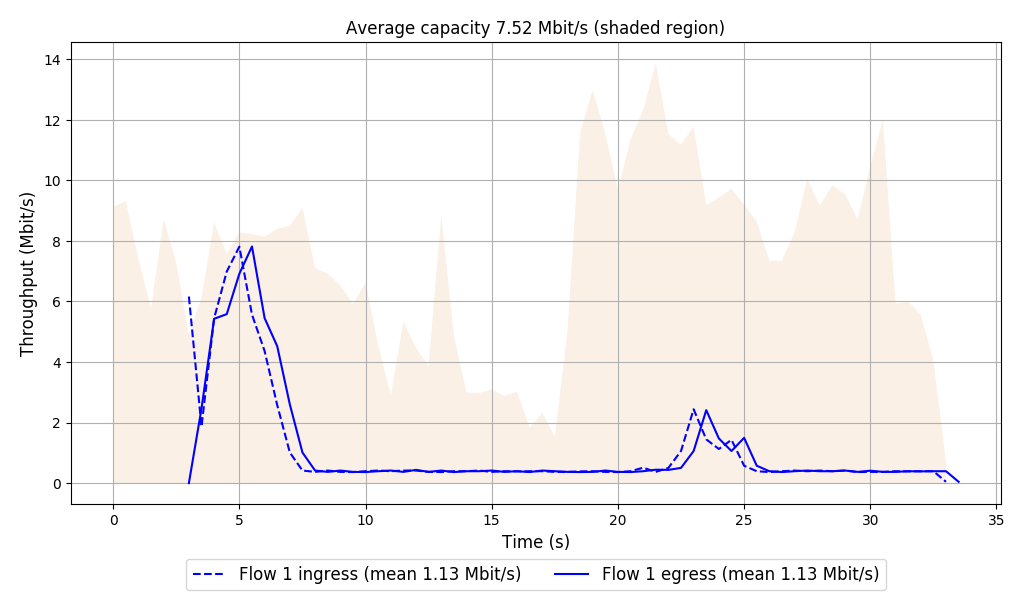 Average capacity 7.52 Mbit/s (shaded region)
14
12
10
8
6
4
2
0
Throughput (Mbit/s)
0 5 10 15 20 25 30 35
Time (s)
Flow 1 ingress (mean 1.13 Mbit/s) Flow 1 egress (mean 1.13 Mbit/s)